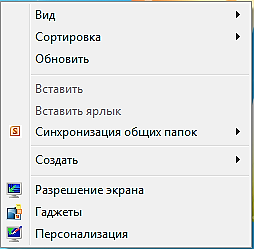 Вид
Сортировка
Обновить
Вставить
Вставить ярлык
Синхронизация общих папок
Создать
Разрешение экрана
Гаджеты
Персонализация